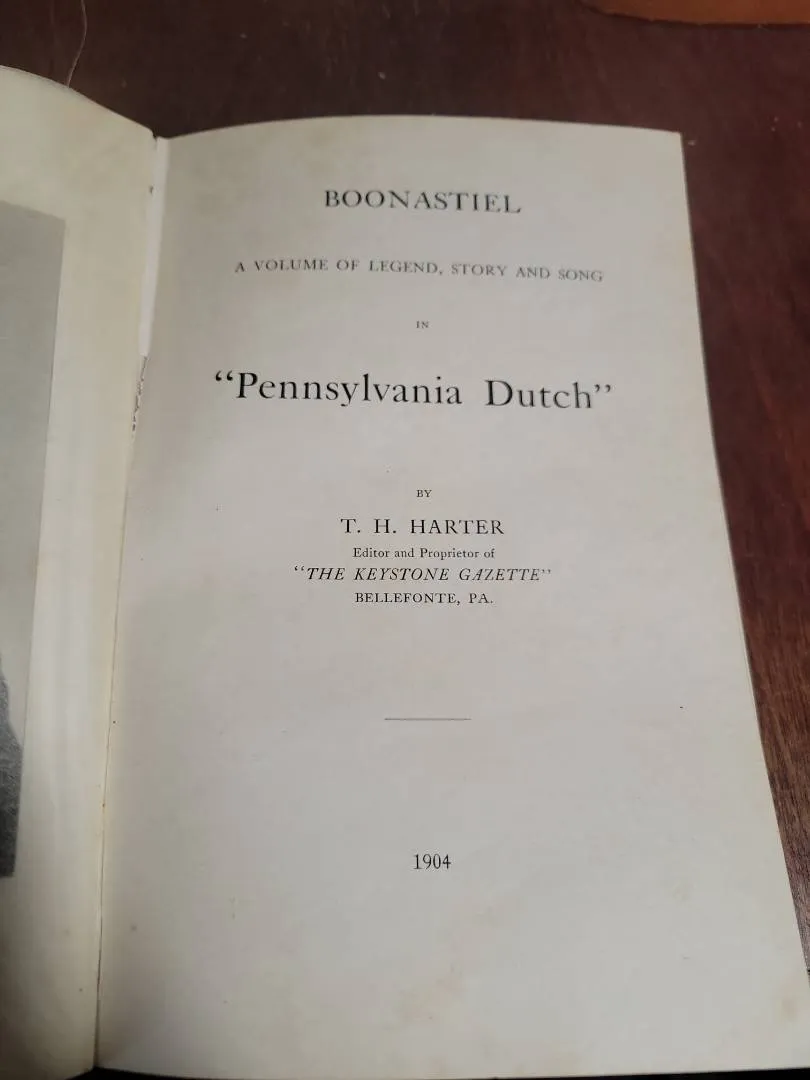 BOONASTIEL
A VOLUME OF LEGEND, STORY AND SONG
IN
“Pennsylvania Dutch”
BY
T. H. HARTER
Editor and Proprietor of
“THE KEYSTONE GAZETTE”
BELLEFONTE, PA.
1904